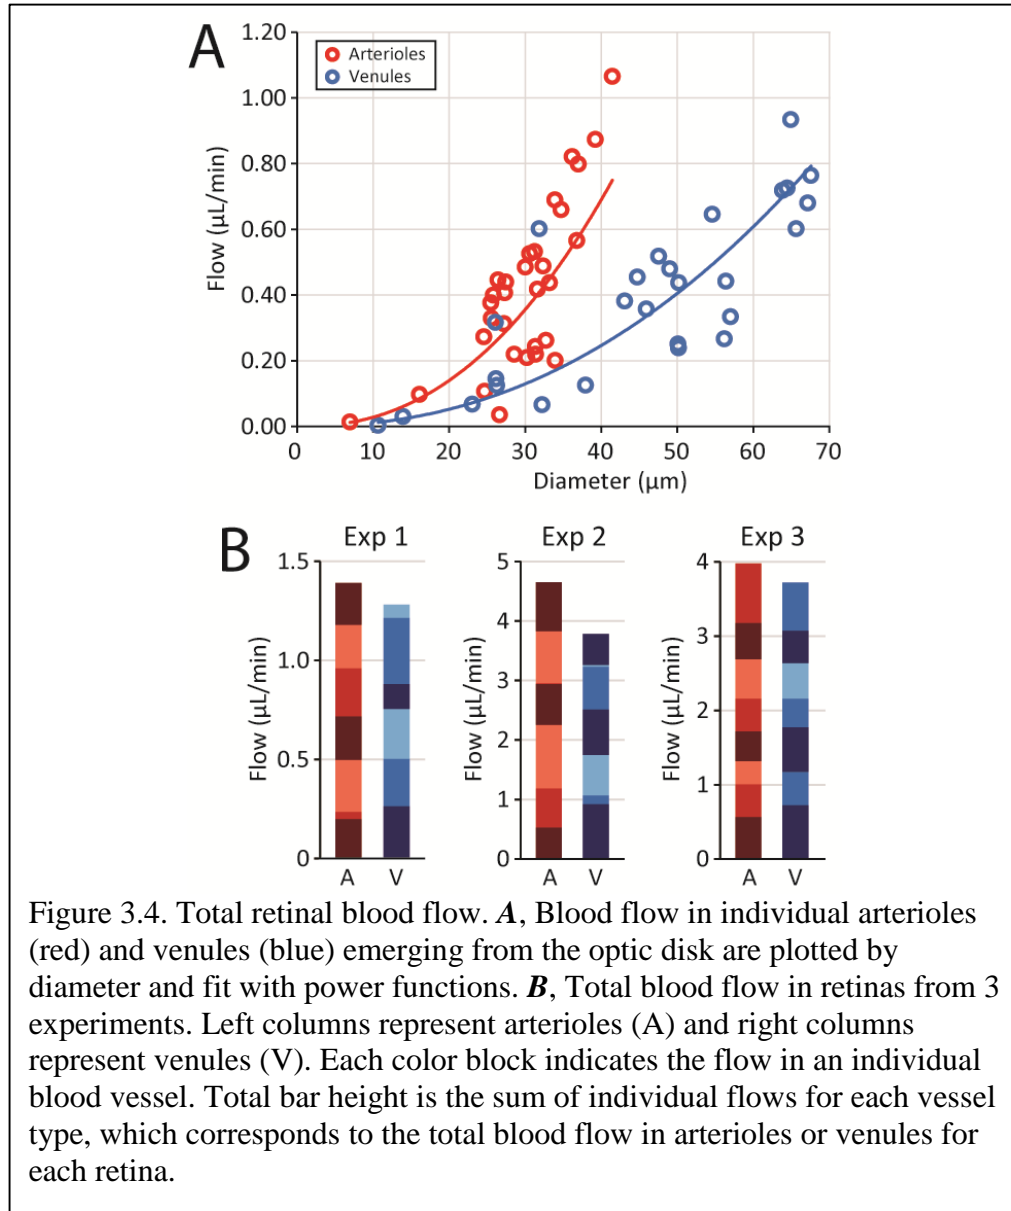 A
1.20
1.00
0.80
0.60
0.40
0.20
0.00
Flow (µL/min)
Arterioles
Venules
0 10 20 30 40 50 60 70
Diameter (µm)
B
Exp 1
1.5
1.0
0.5
0
Flow (µL/min)
A V
Exp 2
5
4
3
2
1
0
Flow (µL/min)
A V
Exp 3
4
3
2
1
0
Flow (µL/min)
A V
Figure 3.4. Total retinal blood flow. A, Blood flow in individual arterioles
(red) and venules (blue) emerging from the optic disk are plotted by
diameter and fit with power functions. B, Total blood flow in retinas from 3
experiments. Left columns represent arterioles (A) and right columns
represent venules (V). Each color block indicates the flow in an individual
blood vessel. Total bar height is the sum of individual flows for each vessel
type, which corresponds to the total blood flow in arterioles or venules for
each retina.